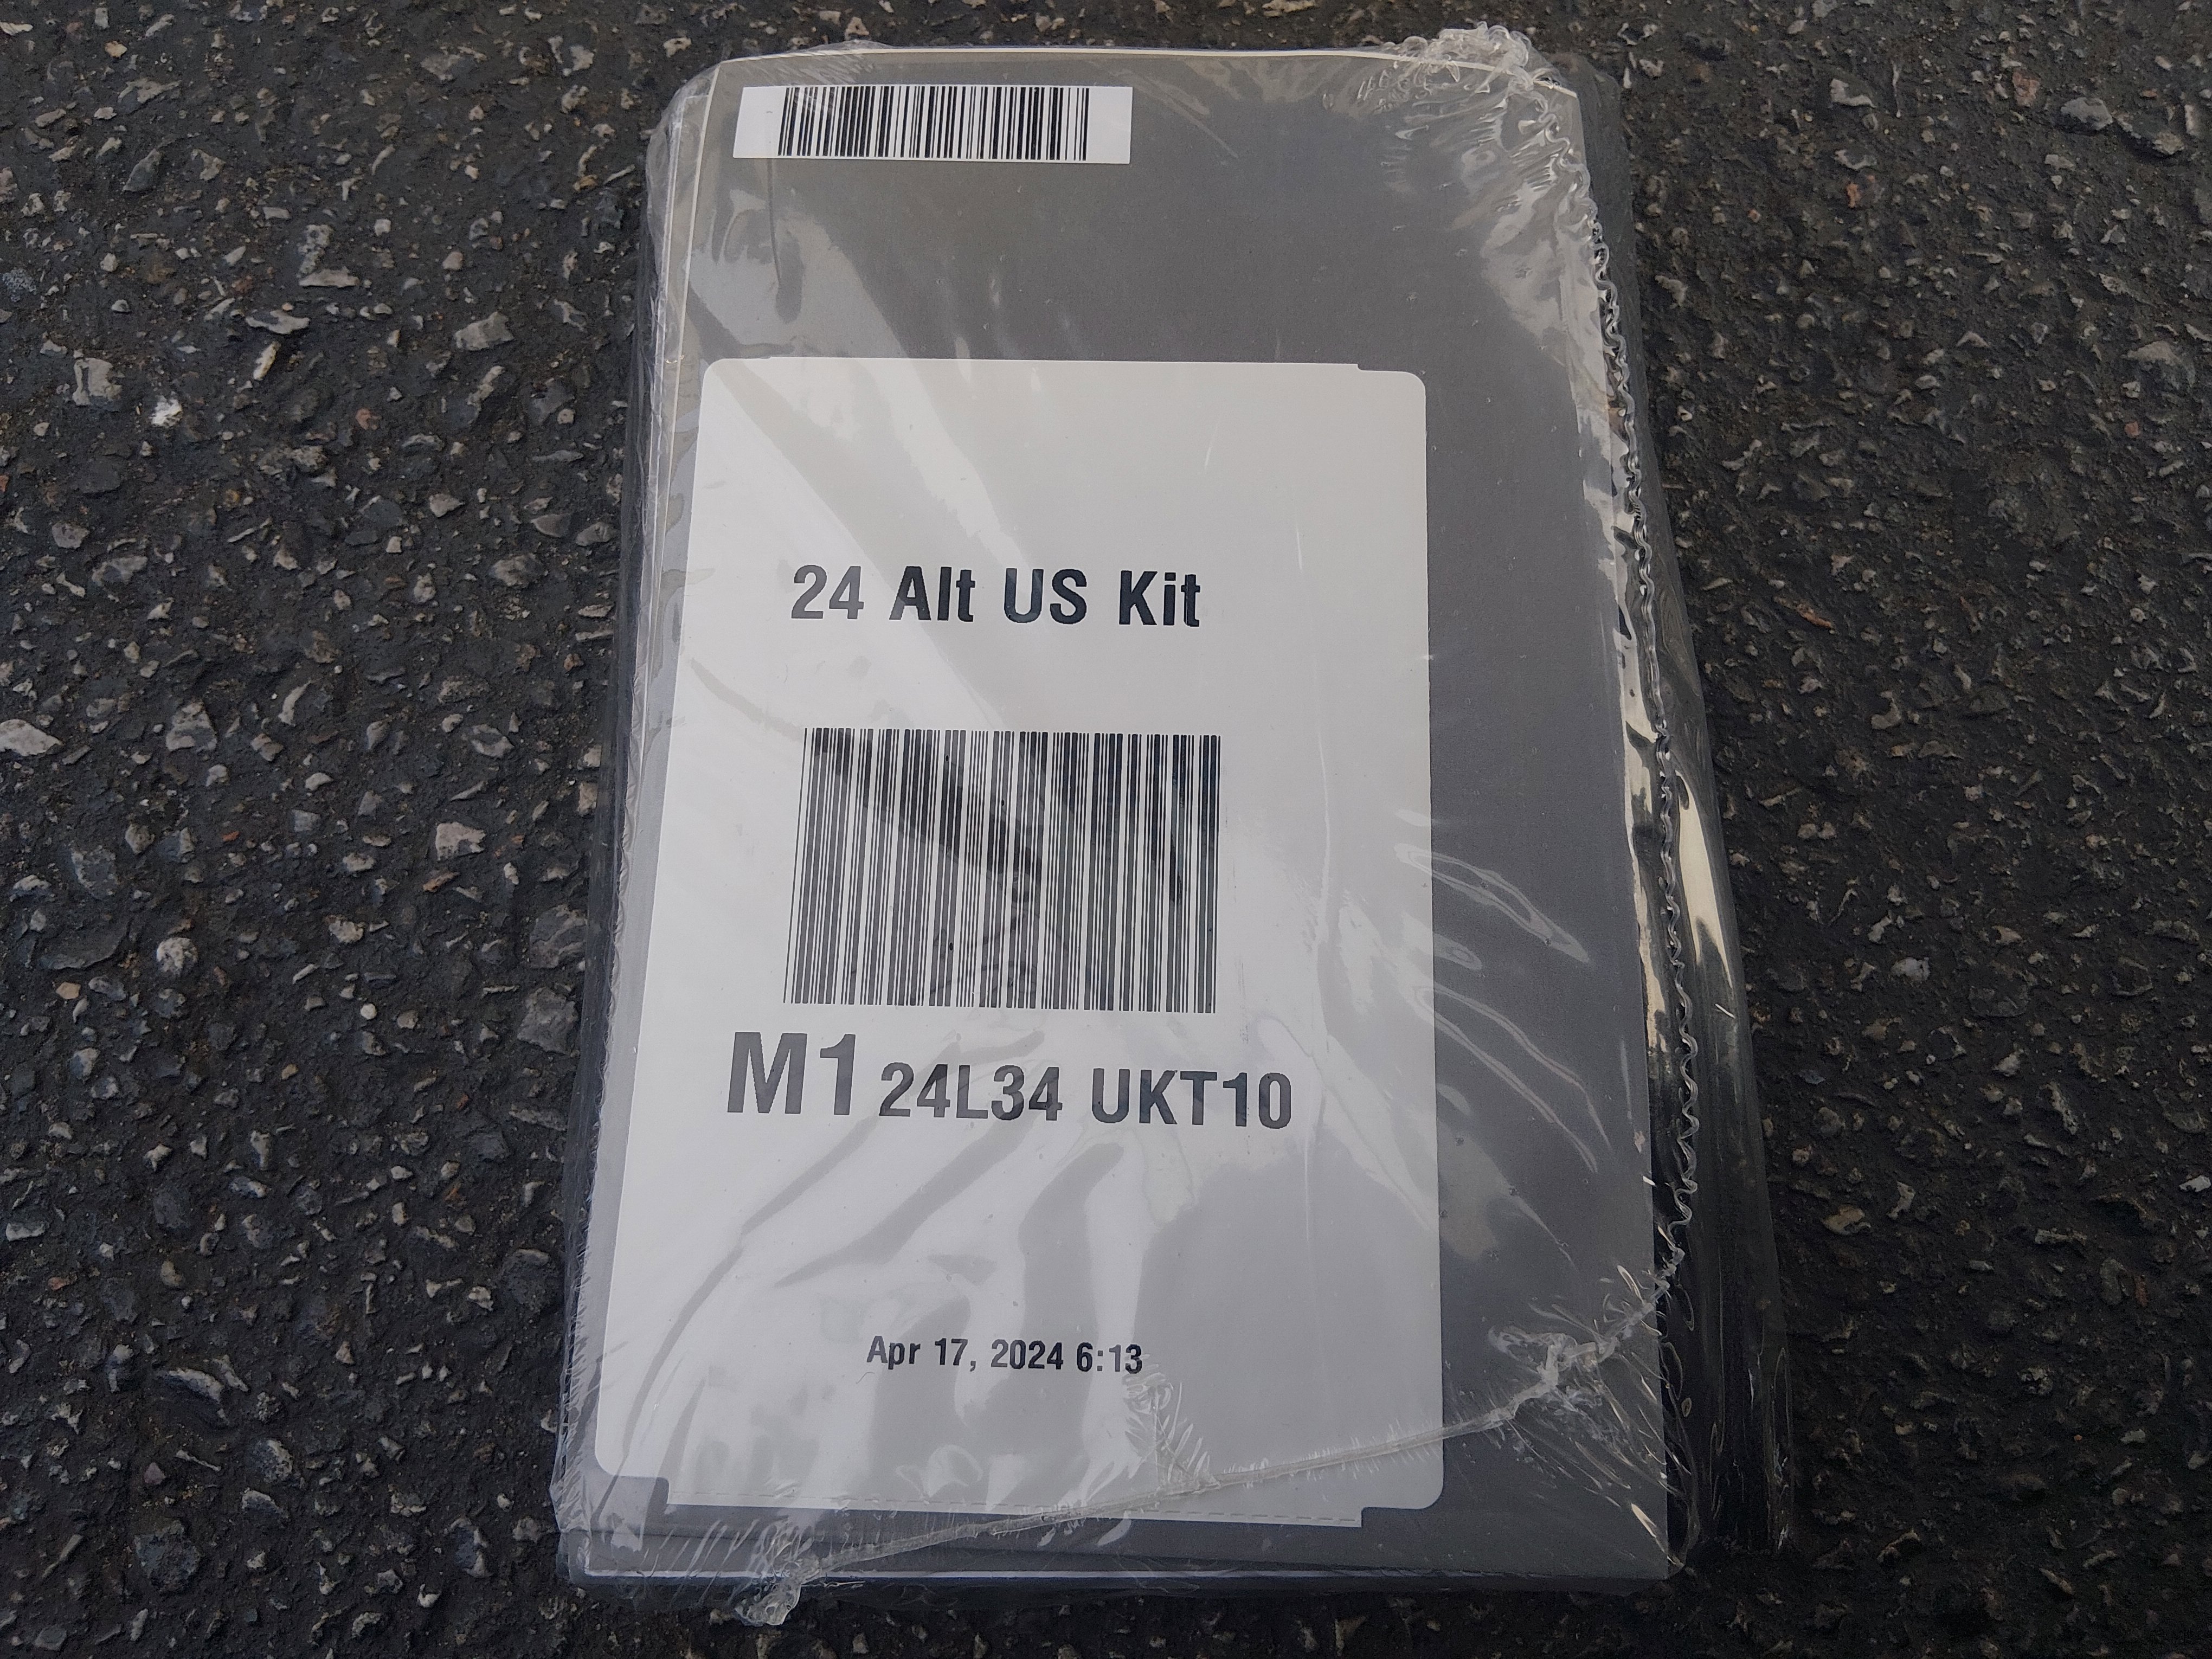 24 Alt US Kit
M1 24L34 UKT10
Apr 17, 2024 6:13